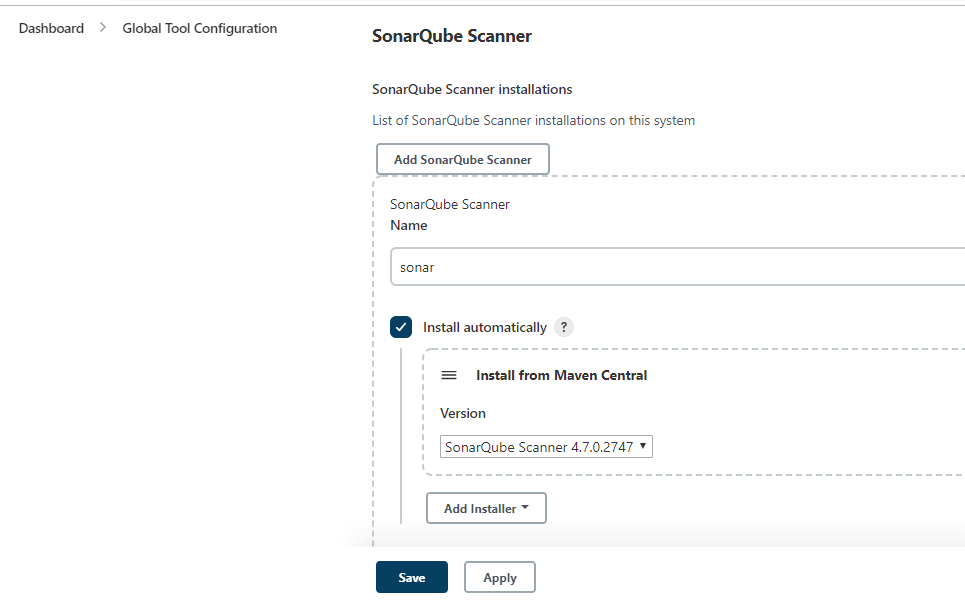 Dashboard > Global Tool Configuration
SonarQube Scanner
SonarQube Scanner installations
List of SonarQube Scanner installations on this system
Add SonarQube Scanner
SonarQube Scanner
Name
sonar
Install automatically ?
Install from Maven Central
Version
SonarQube Scanner 4.7.0.2747
Add Installer
Save Apply